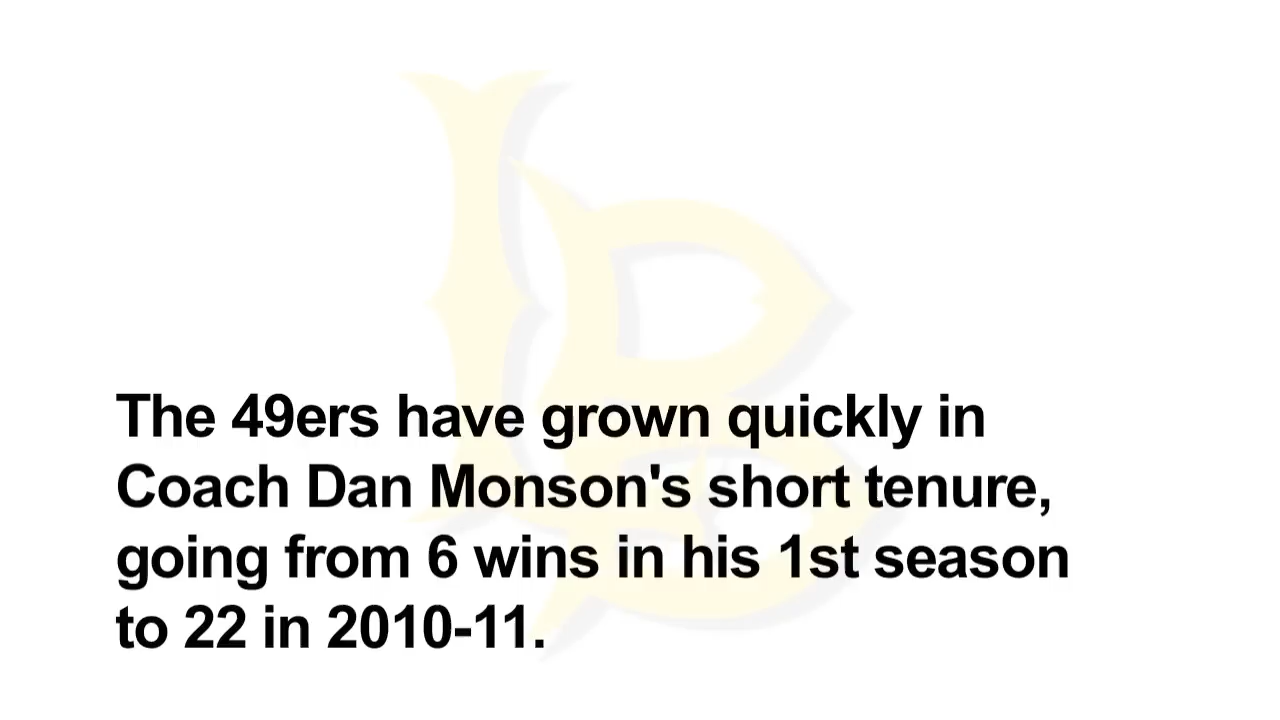 The 49ers have grown quickly in
Coach Dan Monson's short tenure,
going from 6 wins in his 1st season
to 22 in 2010-11.